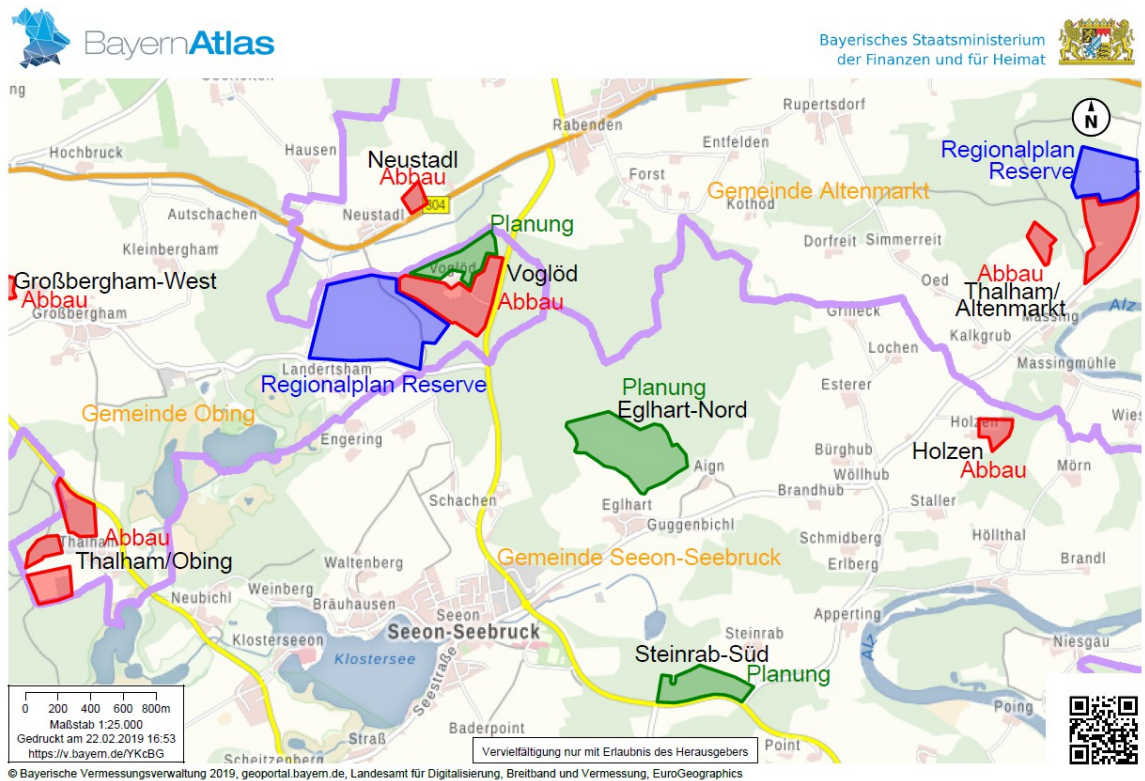 BayernAtlas
Bayerisches Staatsministerium
der Finanzen und für Heimat
ng
Rupertsdorf
N
Rabenden
Hochbruck
Hausen
Neustadl
Abbau
Entfelden
Regionalplan
Reserve
Forst
Gemeinde Altenmarkt
Kothöd
Autschachen
Neustadl
304
Planung
Kleinbergham
Dorfreit
Simmerreit
Voglöd
Voglöd
Abbau
Großbergham-West
Abbau
Großbergham
Oed
Abbau
Thalham/
Altenmarkt
Massing
Alz
Grilleck
Kalkgrub
Lochen
Massingmühle
Landertsham
Regionalplan Reserve
Planung
Eglhart-Nord
Esterer
Gemeinde Obing
Engering
Holzen
Wies
Holzen
Abbau
Bürghub
Wöllhub
Mörn
Aign
Brandhub
Schachen
Eglhart
Staller
Guggenbichl
Abbau
Thalham
Thalham/Obing
Schmidberg
Höllthal
Gemeinde Seeon-Seebruck
Waltenberg
Erlberg
Brandl
Weinberg
Neubichl
Bräuhausen
Seeon
Apperting
Seeon-Seebruck
Klosterseeon
Steinrab
Niesgau
Alz
Klostersee
Steinrab-Süd
Planung
Seestraße
0 200 400 600 800m
Maßstab 1:25.000
Gedruckt am 22.02.2019 16:53
https://v.bayern.de/YKcBG
Poing
Baderpoint
Straß
Point
Vervielfältigung nur mit Erlaubnis des Herausgebers
Scheitzenberg
© Bayerische Vermessungsverwaltung 2019, geoportal.bayern.de, Landesamt für Digitalisierung, Breitband und Vermessung, EuroGeographics